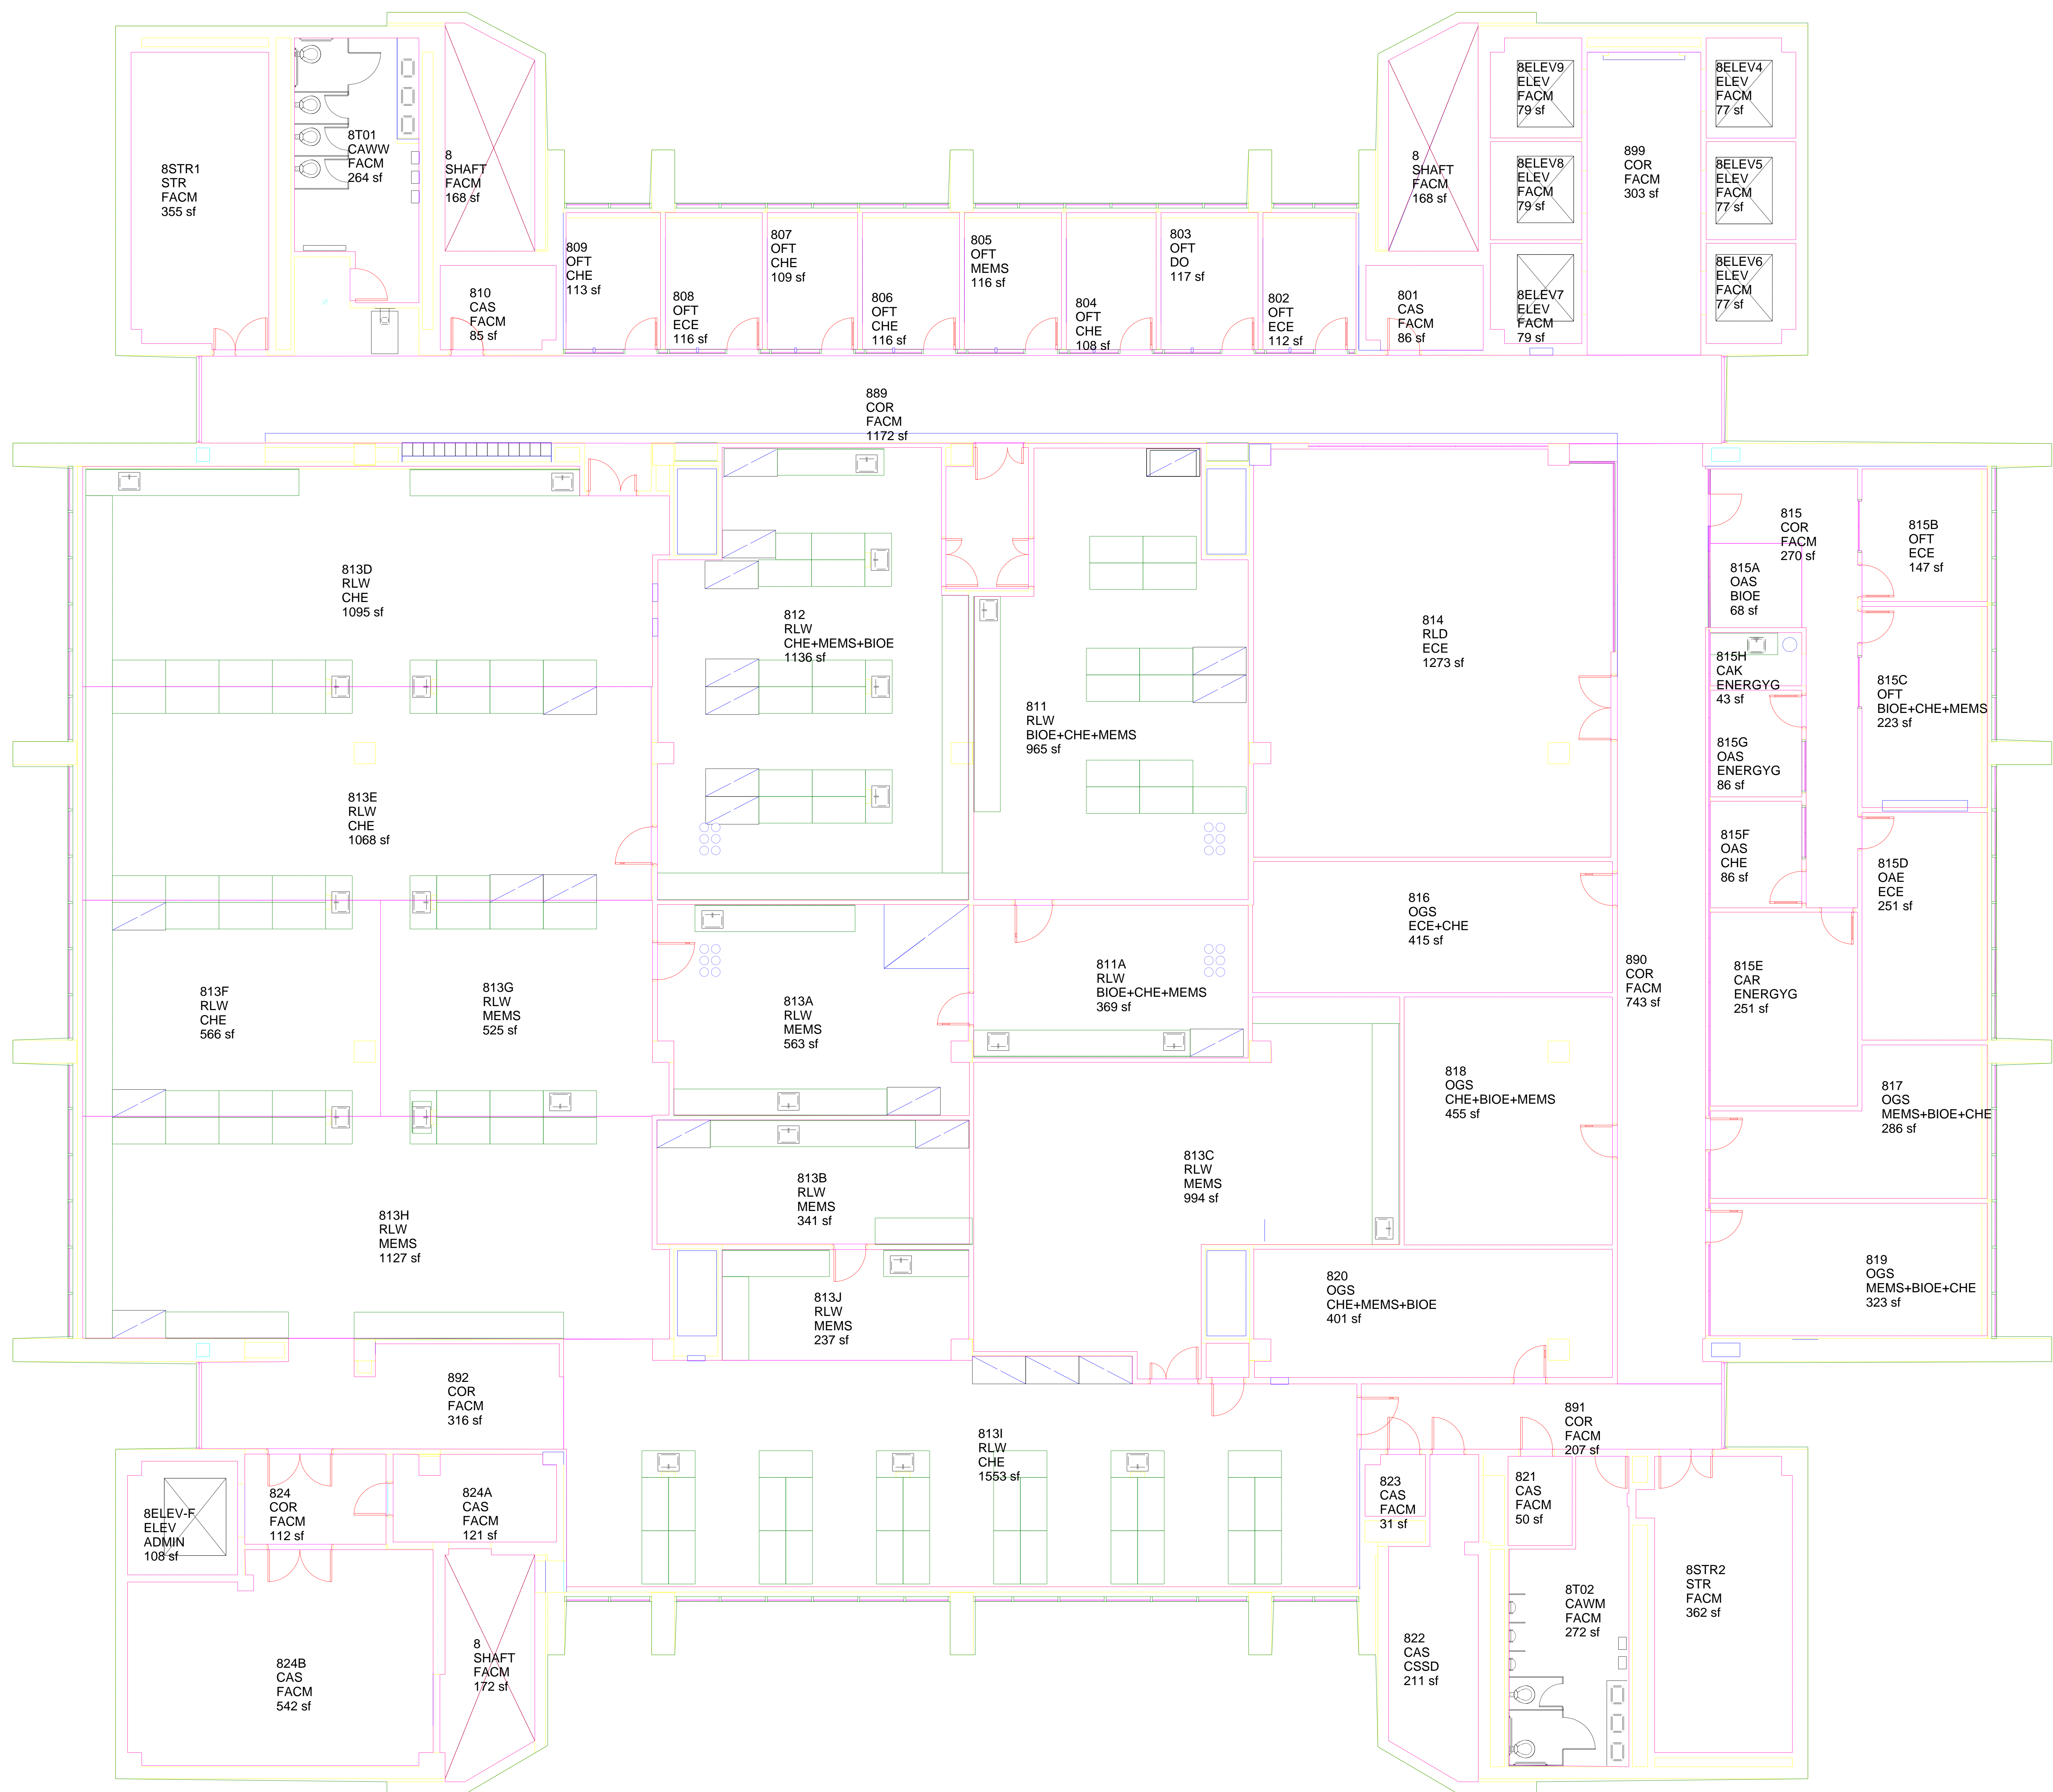 8STR1
STR
FACM
355 sf
8T01
CAWW
FACM
264 sf
8
SHAFT
FACM
168 sf
810
CAS
FACM
85 sf
809
OFT
CHE
113 sf
808
OFT
ECE
116 sf
807
OFT
CHE
109 sf
806
OFT
CHE
116 sf
805
OFT
MEMS
116 sf
804
OFT
CHE
108 sf
803
OFT
DO
117 sf
802
OFT
ECE
112 sf
8
SHAFT
FACM
168 sf
801
CAS
FACM
86 sf
8ELEV9
ELEV
FACM
79 sf
8ELEV8
ELEV
FACM
79 sf
8ELEV7
ELEV
FACM
79 sf
899
COR
FACM
303 sf
8ELEV4
ELEV
FACM
77 sf
8ELEV5
ELEV
FACM
77 sf
8ELEV6
ELEV
FACM
77 sf
889
COR
FACM
1172 sf
813D
RLW
CHE
1095 sf
812
RLW
CHE+MEMS+BIOE
1136 sf
811
RLW
BIOE+CHE+MEMS
965 sf
814
RLD
ECE
1273 sf
815
COR
FACM
270 sf
815A
OAS
BIOE
68 sf
815B
OFT
ECE
147 sf
815H
CAK
ENERGYG
43 sf
815C
OFT
BIOE+CHE+MEMS
223 sf
815G
OAS
ENERGYG
86 sf
815F
OAS
CHE
86 sf
815D
OAE
ECE
251 sf
813E
RLW
CHE
1068 sf
816
OGS
ECE+CHE
415 sf
890
COR
FACM
743 sf
815E
CAR
ENERGYG
251 sf
813F
RLW
CHE
566 sf
813G
RLW
MEMS
525 sf
813A
RLW
MEMS
563 sf
811A
RLW
BIOE+CHE+MEMS
369 sf
818
OGS
CHE+BIOE+MEMS
455 sf
817
OGS
MEMS+BIOE+CHE
286 sf
813H
RLW
MEMS
1127 sf
813B
RLW
MEMS
341 sf
813C
RLW
MEMS
994 sf
813J
RLW
MEMS
237 sf
820
OGS
CHE+MEMS+BIOE
401 sf
819
OGS
MEMS+BIOE+CHE
323 sf
892
COR
FACM
316 sf
813I
RLW
CHE
1553 sf
891
COR
FACM
207 sf
8ELEV-F
ELEV
ADMIN
108 sf
824
COR
FACM
112 sf
824A
CAS
FACM
121 sf
823
CAS
FACM
31 sf
821
CAS
FACM
50 sf
824B
CAS
FACM
542 sf
8
SHAFT
FACM
172 sf
822
CAS
CSSD
211 sf
8T02
CAWM
FACM
272 sf
8STR2
STR
FACM
362 sf